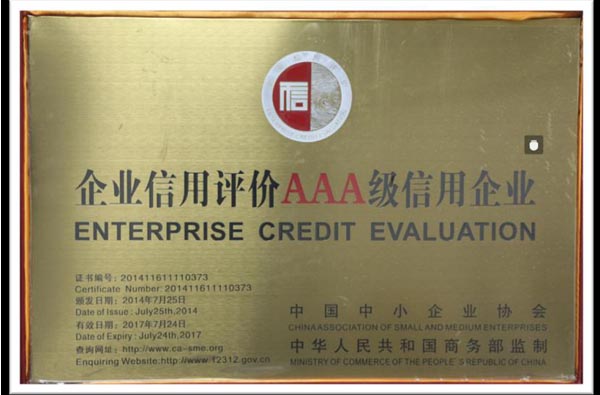 信
企业信用评价AAA级信用企业
ENTERPRISE CREDIT EVALUATION
证书编号: 201411611110373
Certificate Number: 201411611110373
颁发日期: 2014年7月25日
Date of Issue: July25th,2014
有效日期: 2017年7月24日
Date of Expiry: July24th,2017
查询网址: http://www.ca-sme.org
Enquiring Website:http://www.12312.gov.cn
中国中小企业协会
CHINA ASSOCIATION OF SMALL AND MEDIUM ENTERPRISES
中华人民共和国商务部监制
MINISTRY OF COMMERCE OF THE PEOPLE`S REPUBLIC OF CHINA